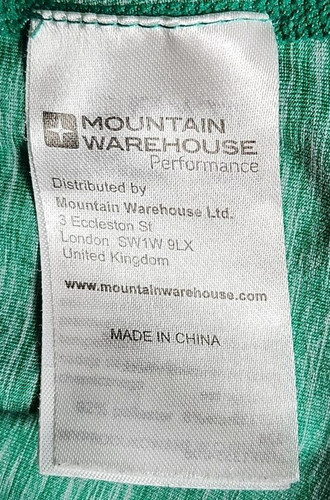 MOUNTAIN
WAREHOUSE
Performance
Distributed by
Mountain Warehouse Ltd.
3 Eccleston St
London SW1W 9LX
United Kingdom
www.mountainwarehouse.com
MADE IN CHINA